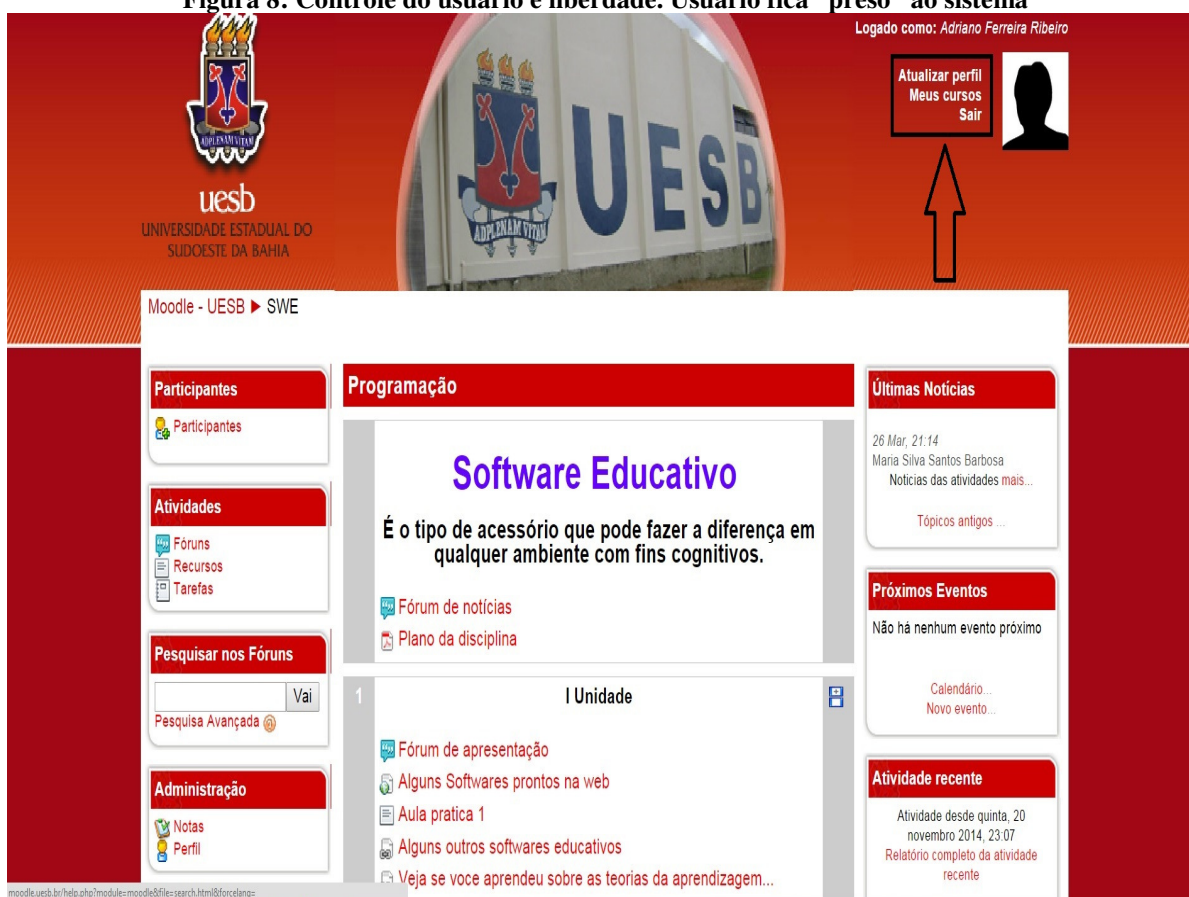 Figura 8: Controle do usuário e liberdade. Usuário fica "preso" ao sistema
Logado como: Adriano Ferreira Ribeiro
Atualizar perfil
Meus cursos
Sair
AD PLENAM VITAM
uesb
UNIVERSIDADE ESTADUAL DO
SUDOESTE DA BAHIA
AD PLENAM VITAM
UESB
Moodle - UESB ► SWE
Participantes
Participantes
Atividades
Fóruns
Recursos
Tarefas
Pesquisar nos Fóruns
Vai
Pesquisa Avançada
Administração
Notas
Perfil
Programação
Software Educativo
É o tipo de acessório que pode fazer a diferença em
qualquer ambiente com fins cognitivos.
Fórum de notícias
Plano da disciplina
1
I Unidade
Fórum de apresentação
Alguns Softwares prontos na web
Aula pratica 1
Alguns outros softwares educativos
Veja se voce aprendeu sobre as teorias da aprendizagem...
Últimas Notícias
26 Mar, 21:14
Maria Silva Santos Barbosa
Noticias das atividades mais...
Tópicos antigos ...
Próximos Eventos
Não há nenhum evento próximo
Calendário...
Novo evento...
Atividade recente
Atividade desde quinta, 20
novembro 2014, 23:07
Relatório completo da atividade
recente
moodle.uesb.br/help.php?module=moodle&file=search.html&forcelang=